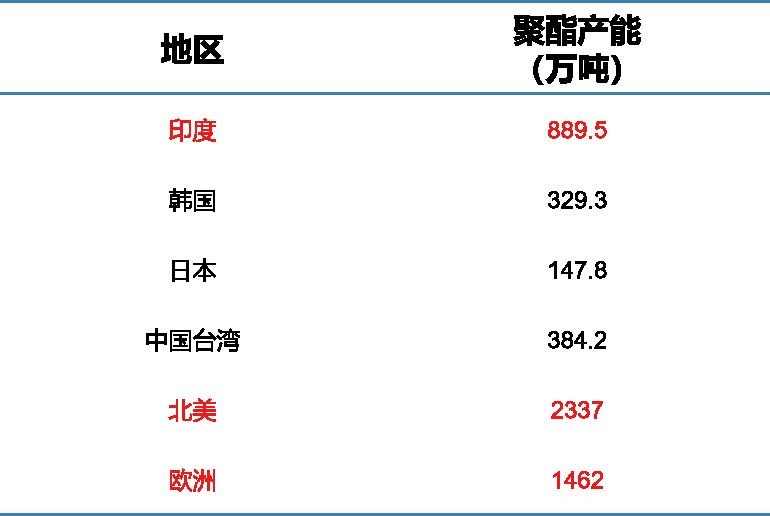 地区 聚酯产能
(万吨)
印度 889.5
韩国 329.3
日本 147.8
中国台湾 384.2
北美 2337
欧洲 1462